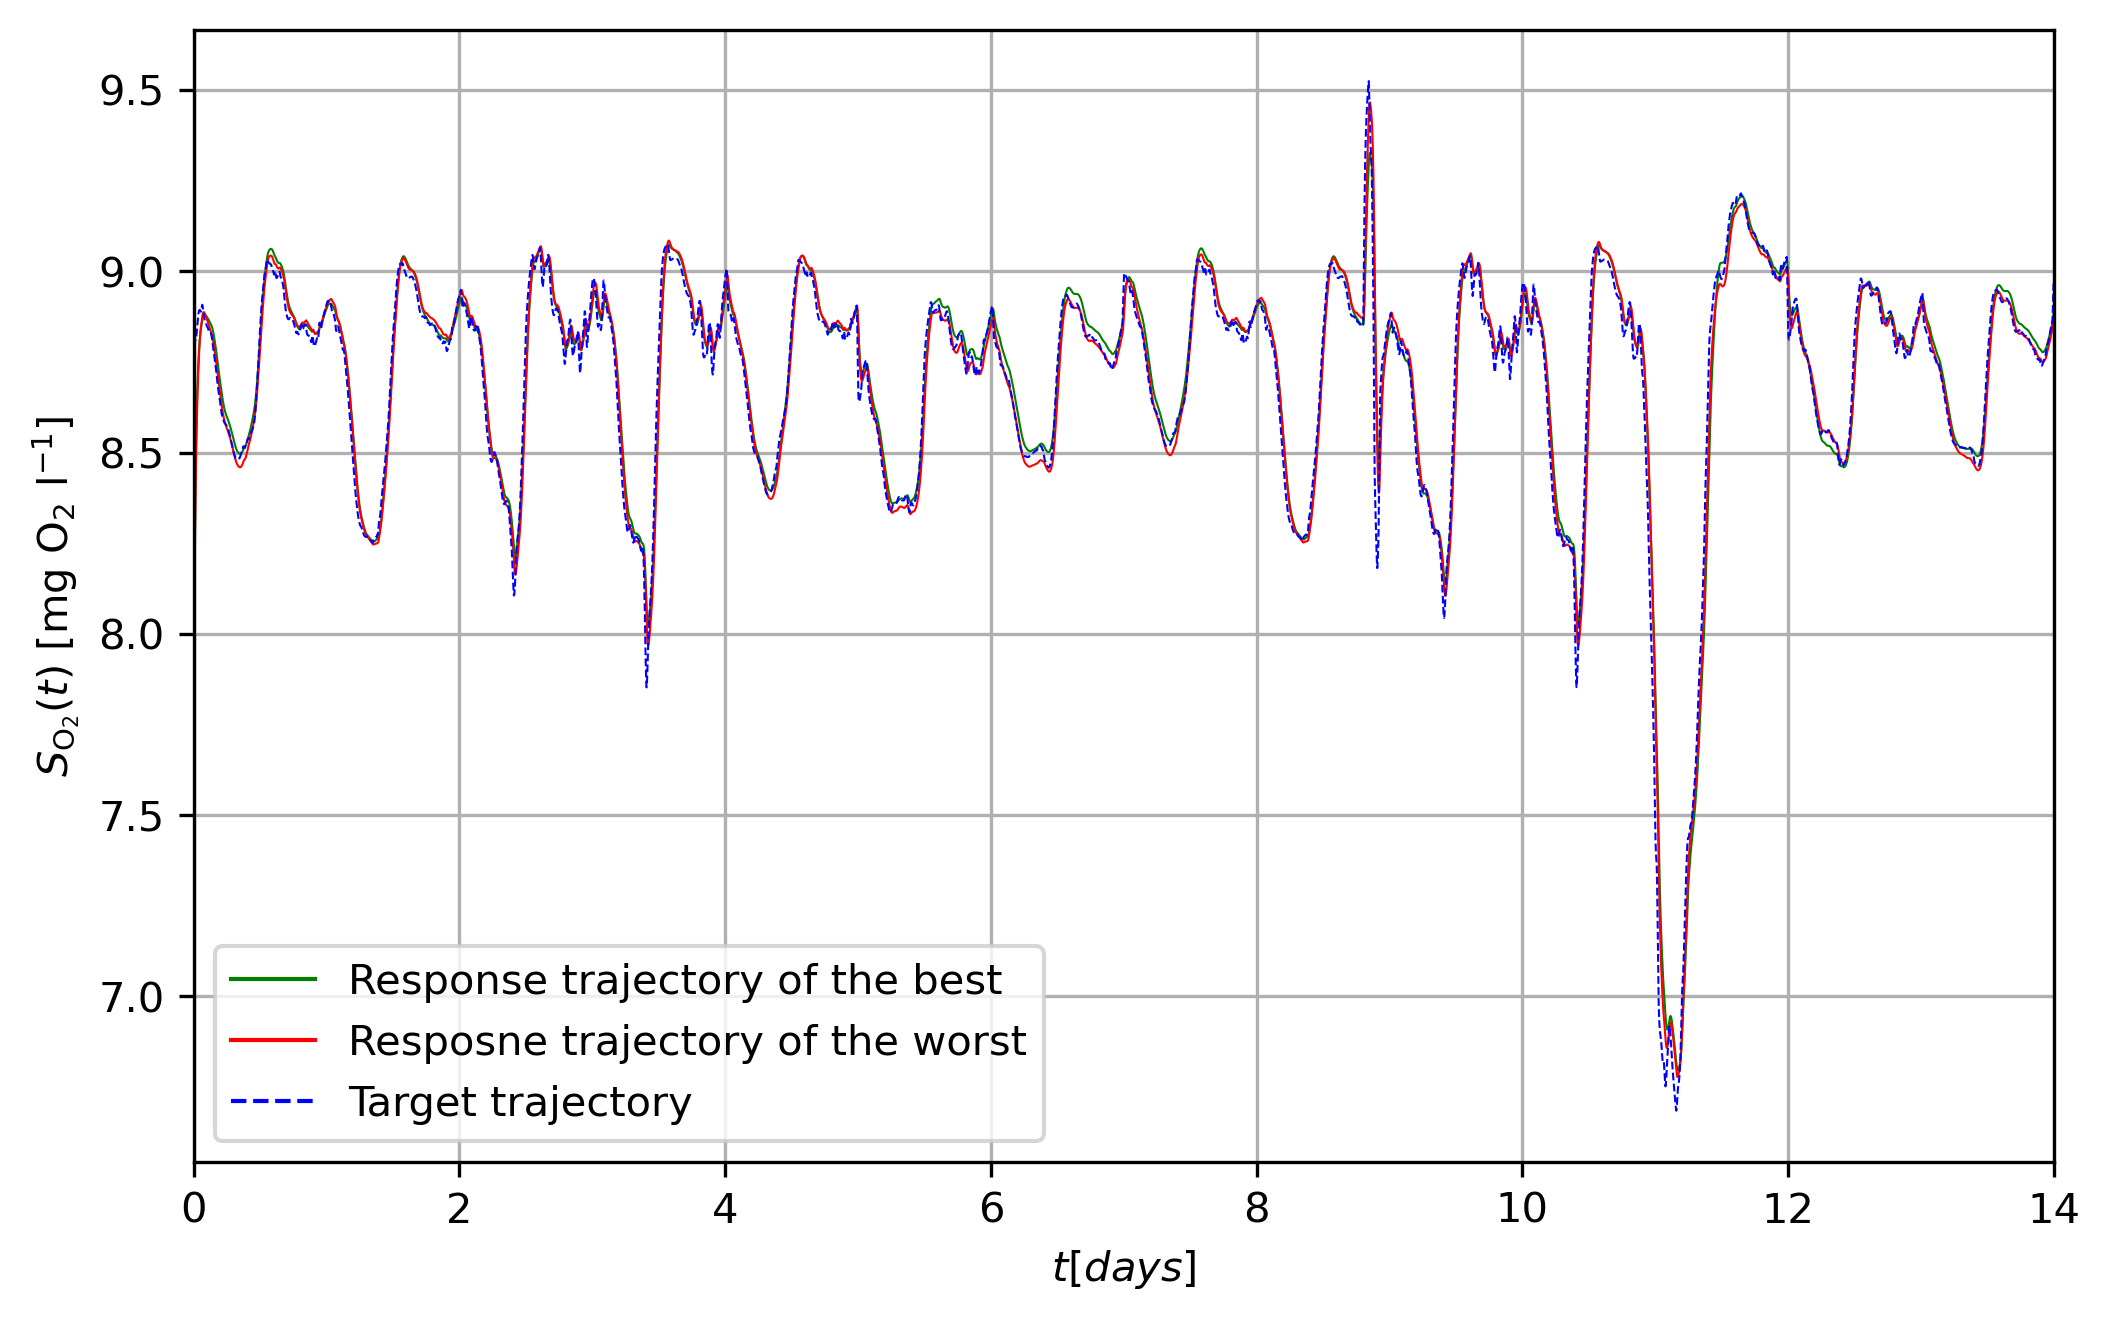 9.5
9.0
8.5
8.0
7.5
7.0
S_{O_2}(t) [mg O₂ l⁻¹]
Response trajectory of the best
Resposne trajectory of the worst
Target trajectory
0 2 4 6 8 10 12 14
t[days]